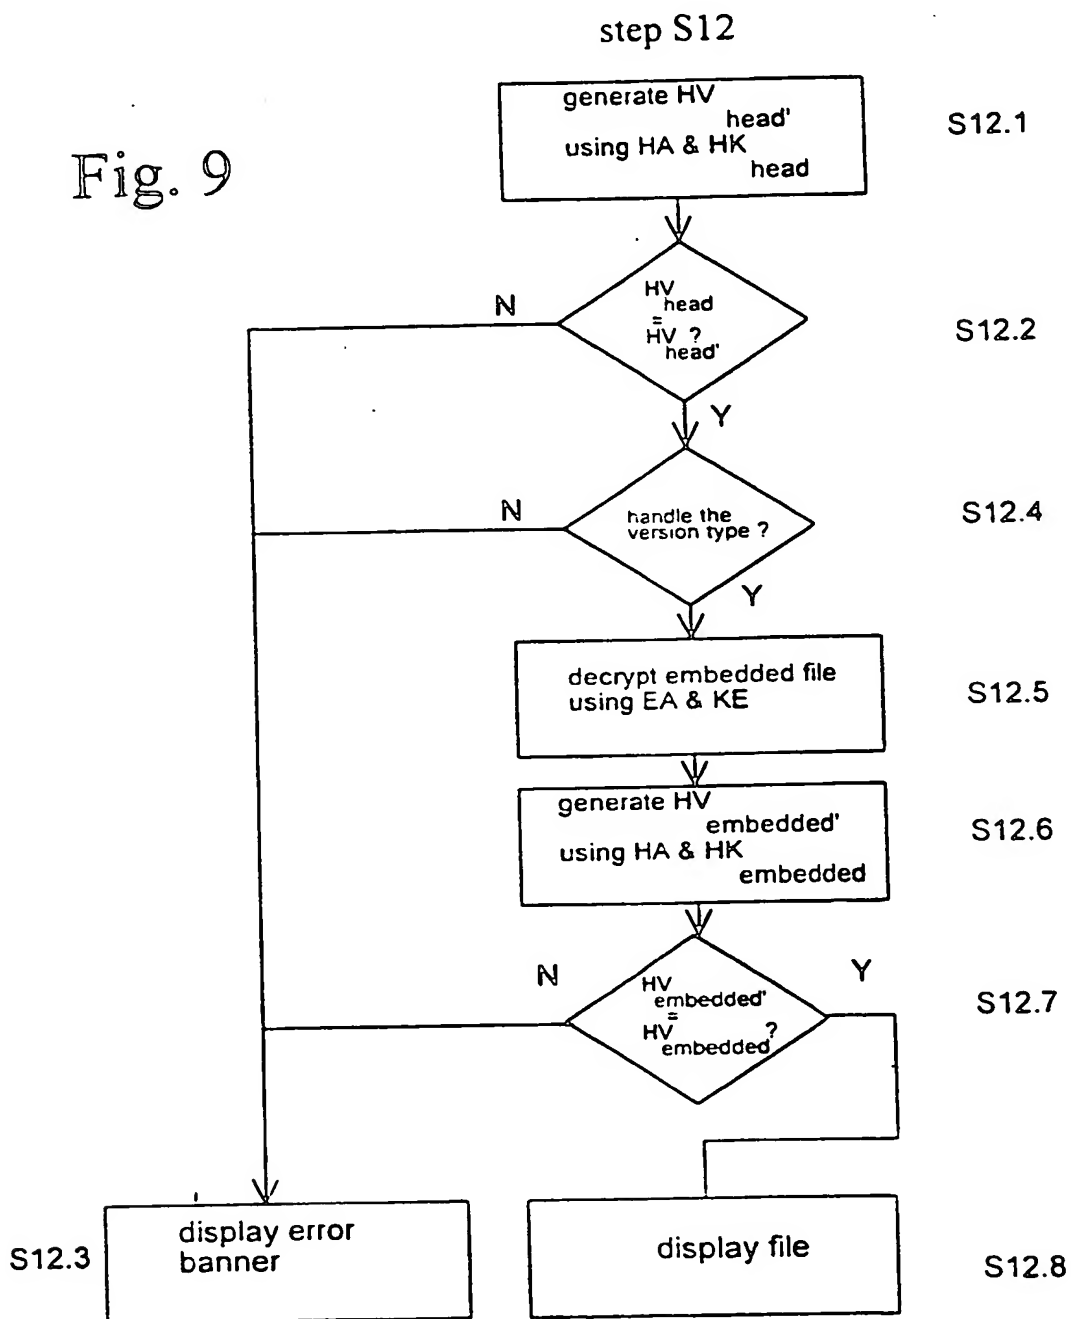 step S12
Fig. 9
generate HV
head'
using HA & HK
head
S12.1
N
HV
head
=
HV ?
head'
S12.2
Y
N
handle the
version type ?
S12.4
Y
decrypt embedded file
using EA & KE
S12.5
generate HV
embedded'
using HA & HK
embedded
S12.6
N
HV
embedded'
=
HV ?
embedded
Y
S12.7
S12.3
display error
banner
display file
S12.8